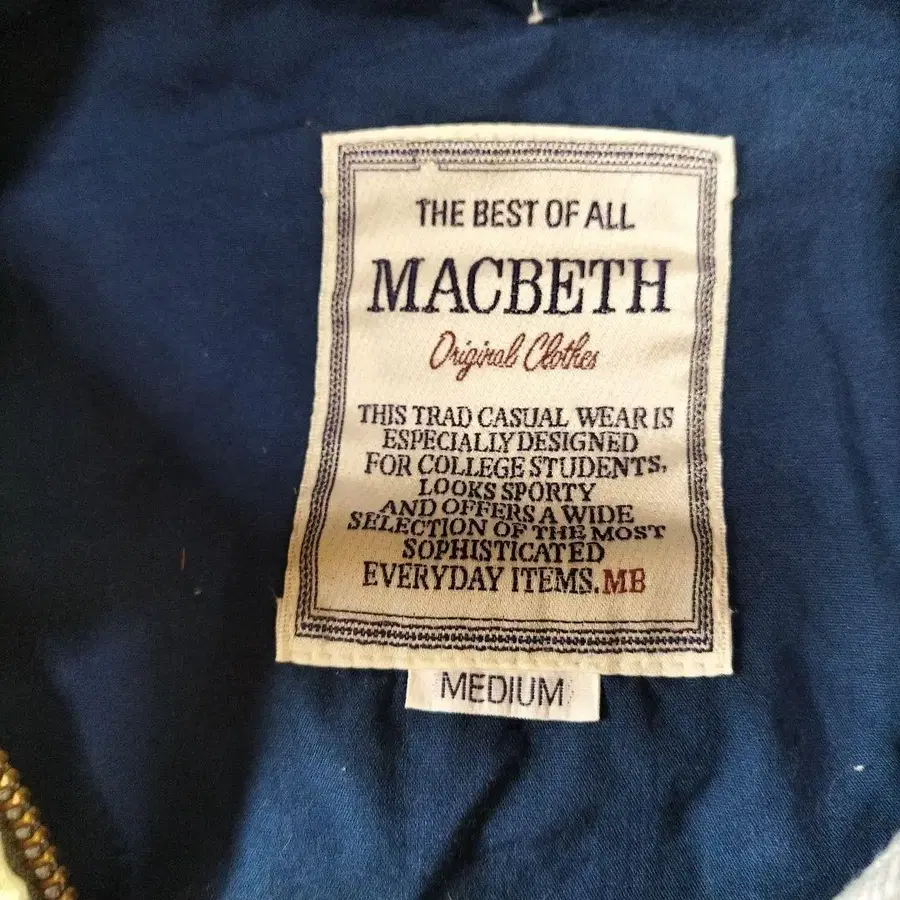 THE BEST OF ALL
MACBETH
Original Clothes
THIS TRAD CASUAL WEAR IS
ESPECIALLY DESIGNED
FOR COLLEGE STUDENTS,
LOOKS SPORTY
AND OFFERS A WIDE
SELECTION OF THE MOST
SOPHISTICATED
EVERYDAY ITEMS.MB
MEDIUM